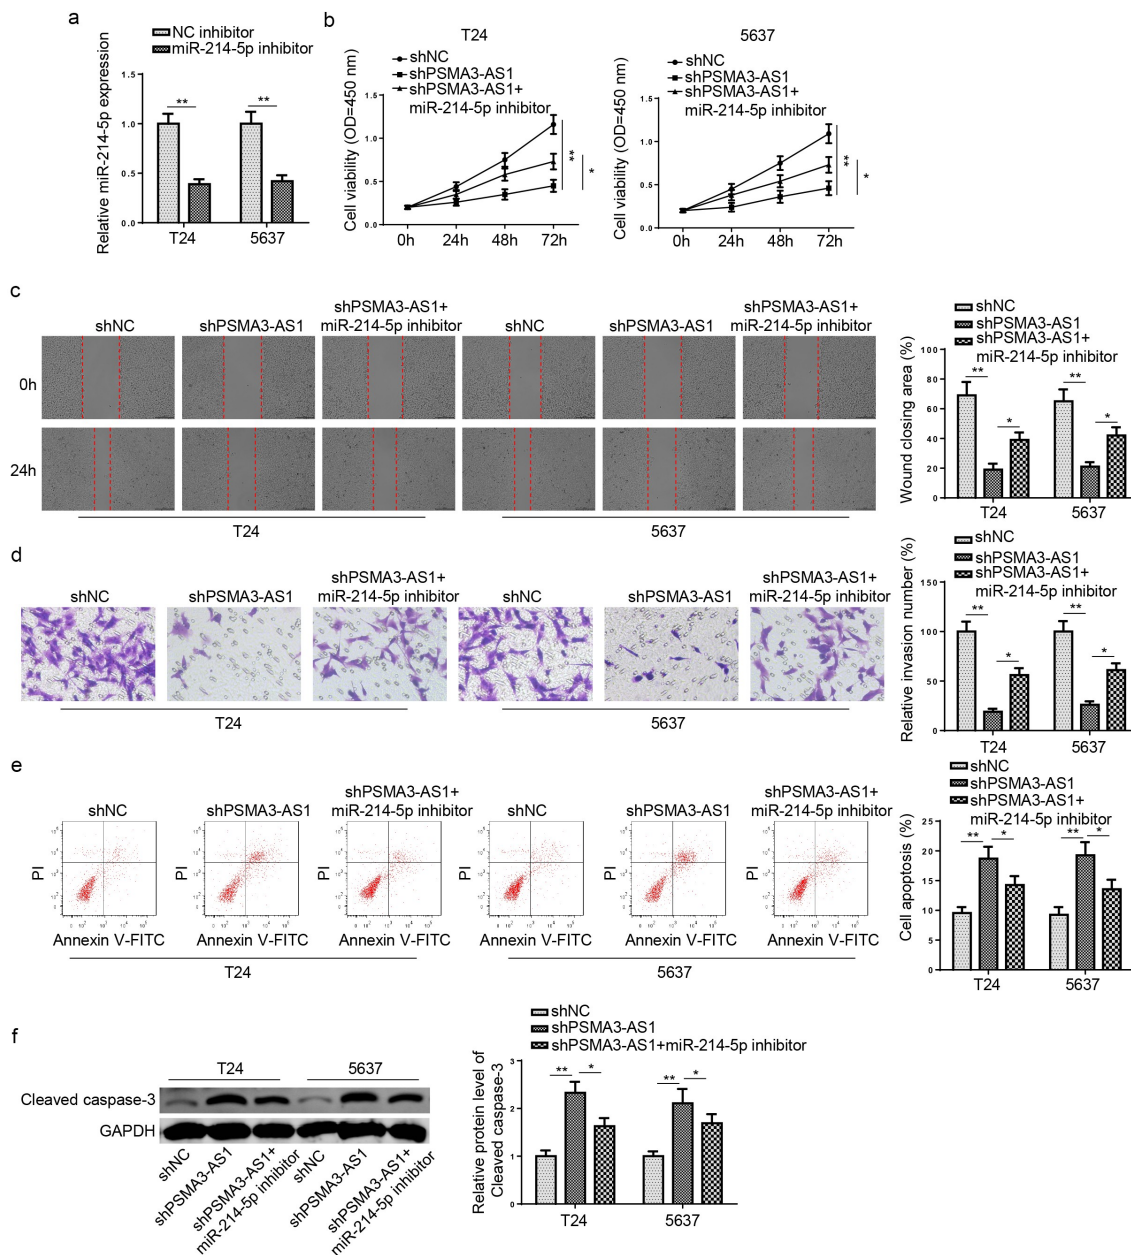 a
NC inhibitor
miR-214-5p inhibitor
Relative miR-214-5p expression
1.5
1.0
0.5
0.0
**
**
T24
5637
b
T24
shNC
shPSMA3-AS1
shPSMA3-AS1+
miR-214-5p inhibitor
Cell viability (OD=450 nm)
1.5
1.0
0.5
0.0
0h
24h
48h
72h
**
*
5637
shNC
shPSMA3-AS1
shPSMA3-AS1+
miR-214-5p inhibitor
Cell viability (OD=450 nm)
1.5
1.0
0.5
0.0
0h
24h
48h
72h
**
*
c
shNC
shPSMA3-AS1
shPSMA3-AS1+
miR-214-5p inhibitor
shNC
shPSMA3-AS1
shPSMA3-AS1+
miR-214-5p inhibitor
0h
24h
T24
5637
shNC
shPSMA3-AS1
shPSMA3-AS1+
miR-214-5p inhibitor
Wound closing area (%)
100
80
60
40
20
0
**
*
**
*
T24
5637
d
shNC
shPSMA3-AS1
shPSMA3-AS1+
miR-214-5p inhibitor
shNC
shPSMA3-AS1
shPSMA3-AS1+
miR-214-5p inhibitor
T24
5637
shNC
shPSMA3-AS1
shPSMA3-AS1+
miR-214-5p inhibitor
Relative invasion number (%)
150
100
50
0
**
*
**
*
T24
5637
e
shNC
shPSMA3-AS1
shPSMA3-AS1+
miR-214-5p inhibitor
shNC
shPSMA3-AS1
shPSMA3-AS1+
miR-214-5p inhibitor
PI
PI
PI
PI
PI
PI
Annexin V-FITC
Annexin V-FITC
Annexin V-FITC
Annexin V-FITC
Annexin V-FITC
Annexin V-FITC
T24
5637
shNC
shPSMA3-AS1
shPSMA3-AS1+
miR-214-5p inhibitor
Cell apoptosis (%)
25
20
15
10
5
0
**
*
**
*
T24
5637
f
T24
5637
Cleaved caspase-3
GAPDH
shNC
shPSMA3-AS1
shPSMA3-AS1+
miR-214-5p inhibitor
shNC
shPSMA3-AS1
shPSMA3-AS1+
miR-214-5p inhibitor
shNC
shPSMA3-AS1
shPSMA3-AS1+miR-214-5p inhibitor
Relative protein level of
Cleaved caspase-3
3
2
1
0
**
*
**
*
T24
5637